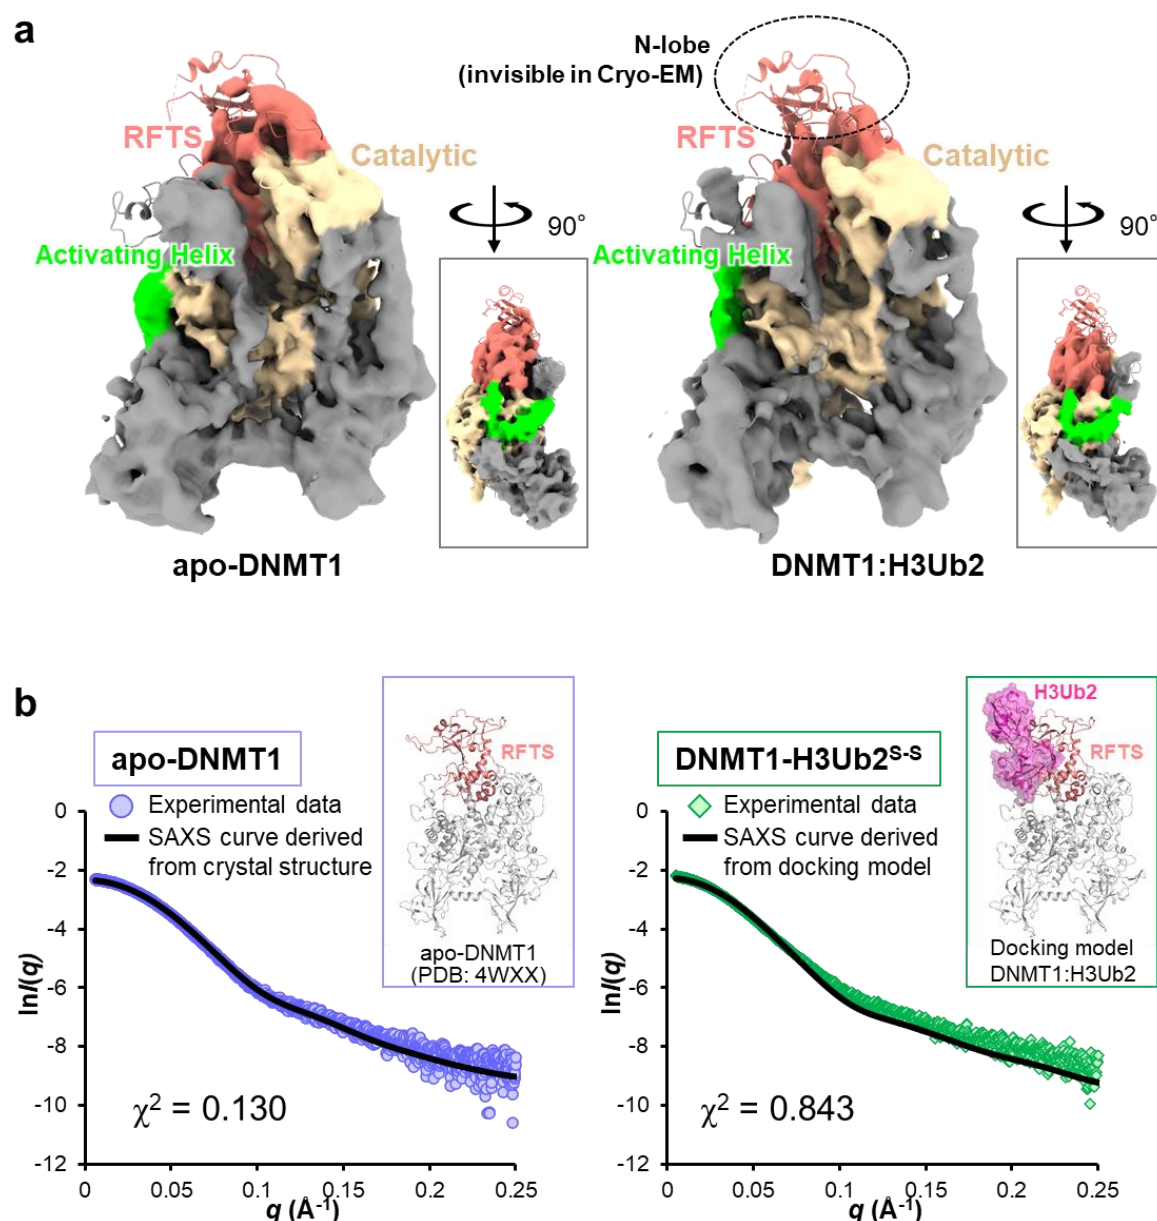 a
N-lobe
(invisible in Cryo-EM)
RFTS
Catalytic
90°
Activating Helix
apo-DNMT1
RFTS
Catalytic
90°
Activating Helix
DNMT1:H3Ub2
b
apo-DNMT1
Experimental data
SAXS curve derived
from crystal structure
RFTS
apo-DNMT1
(PDB: 4WXX)
lnI(q)
0
-2
-4
-6
-8
-10
-12
χ² = 0.130
0
0.05
0.1
0.15
0.2
0.25
q (Å⁻¹)
DNMT1-H3Ub2ˢ⁻ˢ
Experimental data
SAXS curve derived
from docking model
H3Ub2
RFTS
Docking model
DNMT1:H3Ub2
lnI(q)
0
-2
-4
-6
-8
-10
-12
χ² = 0.843
0
0.05
0.1
0.15
0.2
0.25
q (Å⁻¹)